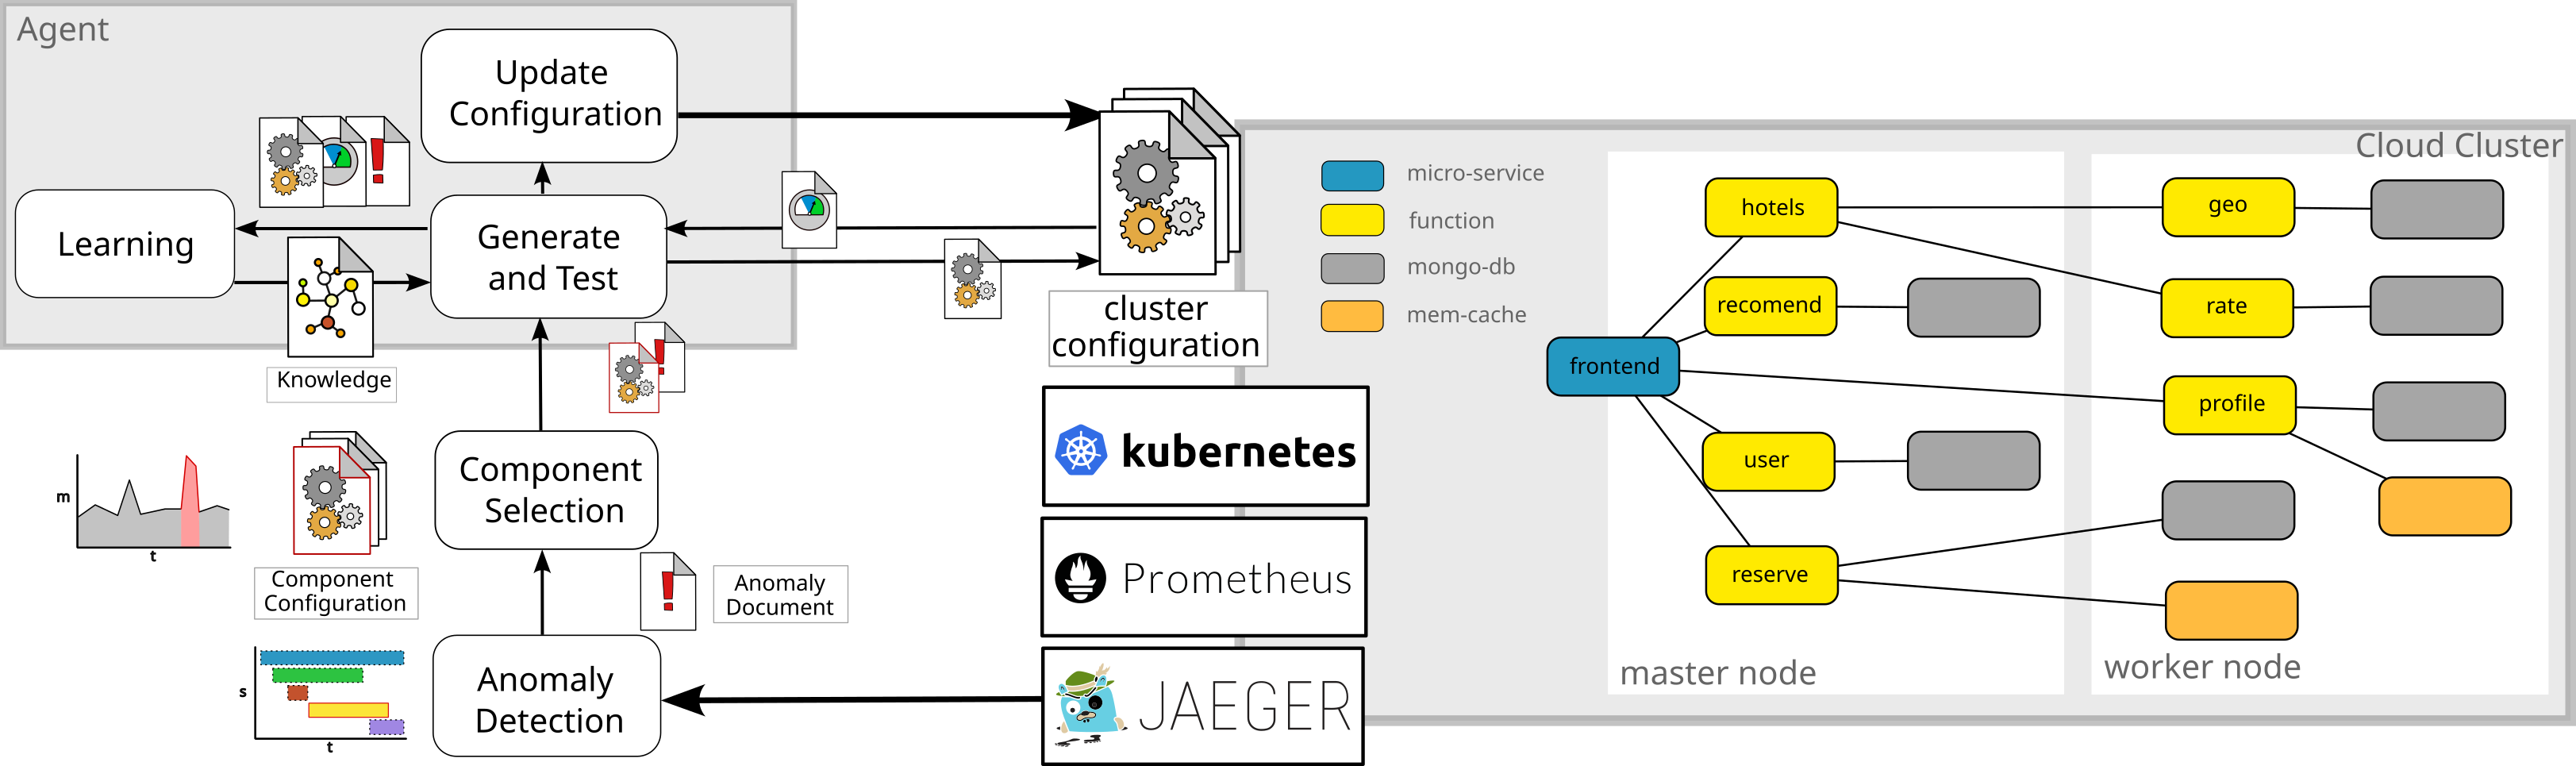 Agent
Update
Configuration
Learning
Generate
and Test
Knowledge
m
t
Component
Configuration
Component
Selection
Anomaly
Document
s
t
Anomaly
Detection
cluster
configuration
kubernetes
Prometheus
JAEGER
Cloud Cluster
micro-service
function
mongo-db
mem-cache
hotels
recomend
frontend
user
reserve
master node
geo
rate
profile
worker node